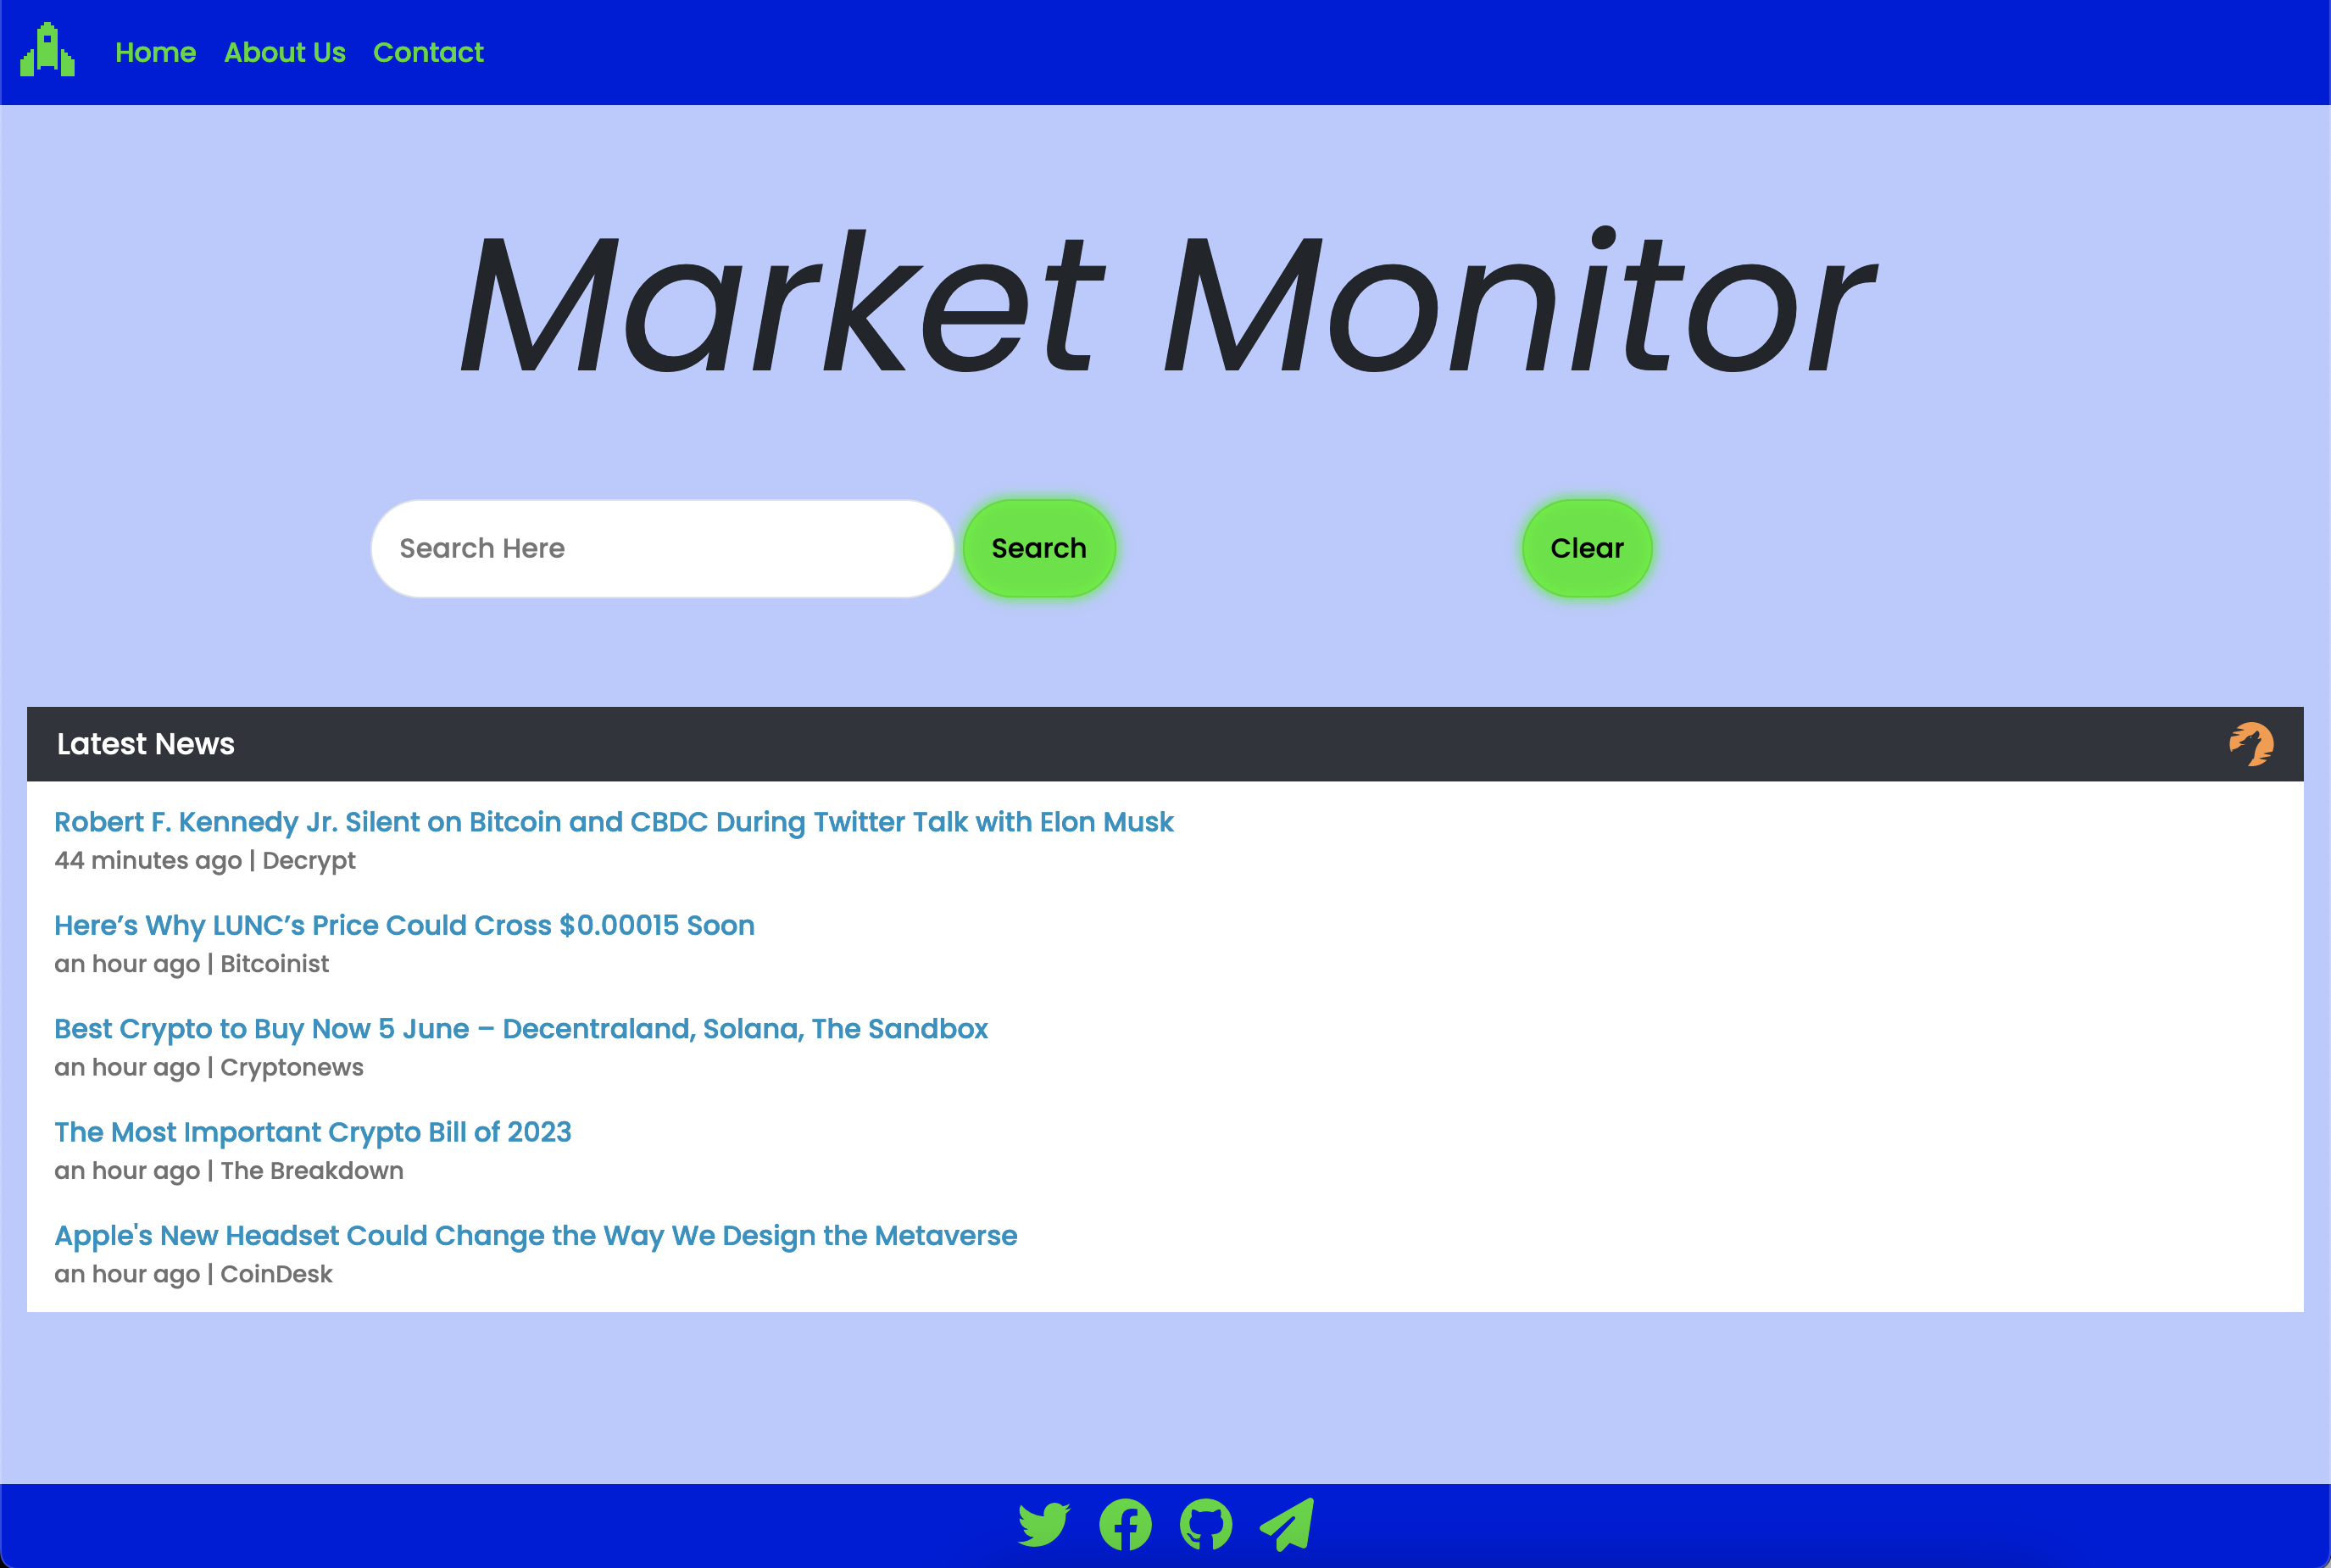 Home About Us Contact
Market Monitor
Search Here Search Clear
Latest News
Robert F. Kennedy Jr. Silent on Bitcoin and CBDC During Twitter Talk with Elon Musk
44 minutes ago | Decrypt
Here’s Why LUNC’s Price Could Cross $0.00015 Soon
an hour ago | Bitcoinist
Best Crypto to Buy Now 5 June – Decentraland, Solana, The Sandbox
an hour ago | Cryptonews
The Most Important Crypto Bill of 2023
an hour ago | The Breakdown
Apple's New Headset Could Change the Way We Design the Metaverse
an hour ago | CoinDesk